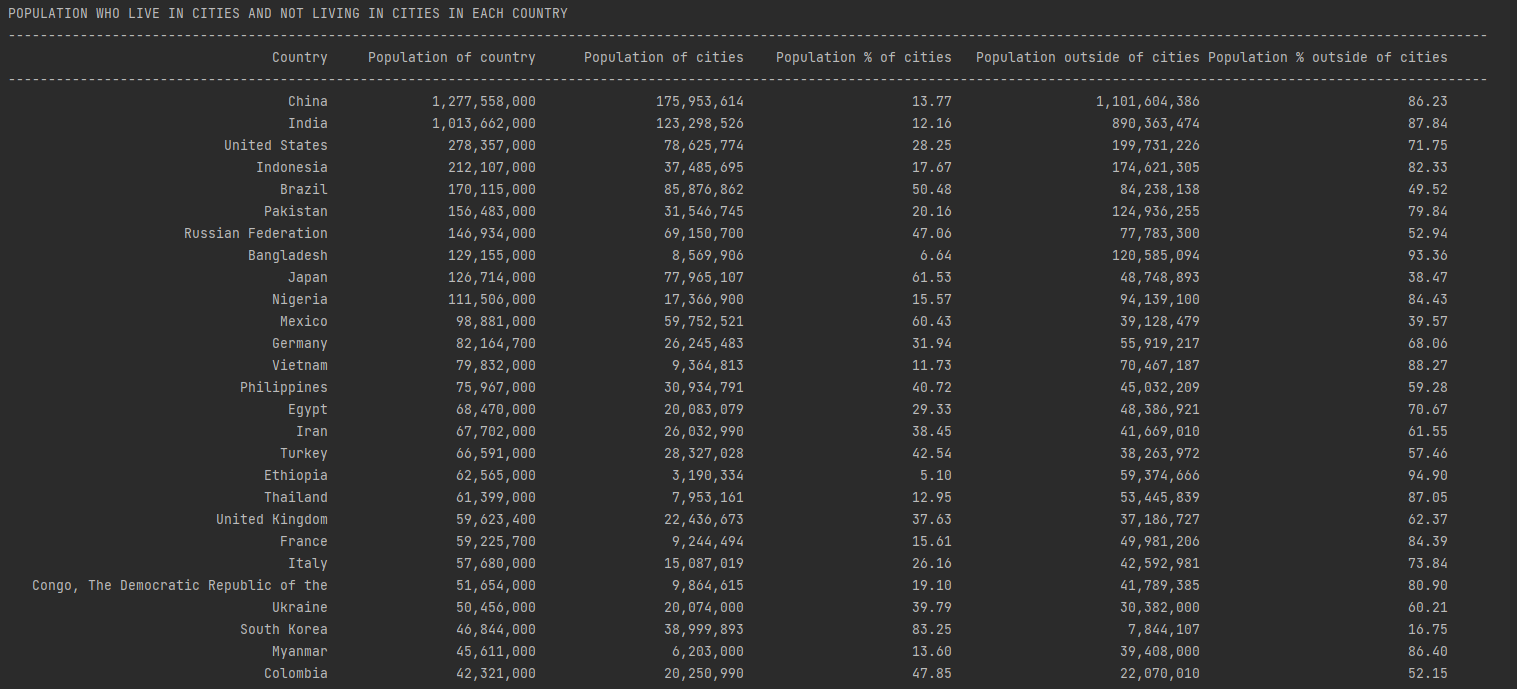 POPULATION WHO LIVE IN CITIES AND NOT LIVING IN CITIES IN EACH COUNTRY
Country Population of country Population of cities Population % of cities Population outside of cities Population % outside of cities
China 1,277,558,000 175,953,614 13.77 1,101,604,386 86.23
India 1,013,662,000 123,298,526 12.16 890,363,474 87.84
United States 278,357,000 78,625,774 28.25 199,731,226 71.75
Indonesia 212,107,000 37,485,695 17.67 174,621,305 82.33
Brazil 170,115,000 85,876,862 50.48 84,238,138 49.52
Pakistan 156,483,000 31,546,745 20.16 124,936,255 79.84
Russian Federation 146,934,000 69,150,700 47.06 77,783,300 52.94
Bangladesh 129,155,000 8,569,906 6.64 120,585,094 93.36
Japan 126,714,000 77,965,107 61.53 48,748,893 38.47
Nigeria 111,506,000 17,366,900 15.57 94,139,100 84.43
Mexico 98,881,000 59,752,521 60.43 39,128,479 39.57
Germany 82,164,700 26,245,483 31.94 55,919,217 68.06
Vietnam 79,832,000 9,364,813 11.73 70,467,187 88.27
Philippines 75,967,000 30,934,791 40.72 45,032,209 59.28
Egypt 68,470,000 20,083,079 29.33 48,386,921 70.67
Iran 67,702,000 26,032,990 38.45 41,669,010 61.55
Turkey 66,591,000 28,327,028 42.54 38,263,972 57.46
Ethiopia 62,565,000 3,190,334 5.10 59,374,666 94.90
Thailand 61,399,000 7,953,161 12.95 53,445,839 87.05
United Kingdom 59,623,400 22,436,673 37.63 37,186,727 62.37
France 59,225,700 9,244,494 15.61 49,981,206 84.39
Italy 57,680,000 15,087,019 26.16 42,592,981 73.84
Congo, The Democratic Republic of the 51,654,000 9,864,615 19.10 41,789,385 80.90
Ukraine 50,456,000 20,074,000 39.79 30,382,000 60.21
South Korea 46,844,000 38,999,893 83.25 7,844,107 16.75
Myanmar 45,611,000 6,203,000 13.60 39,408,000 86.40
Colombia 42,321,000 20,250,990 47.85 22,070,010 52.15